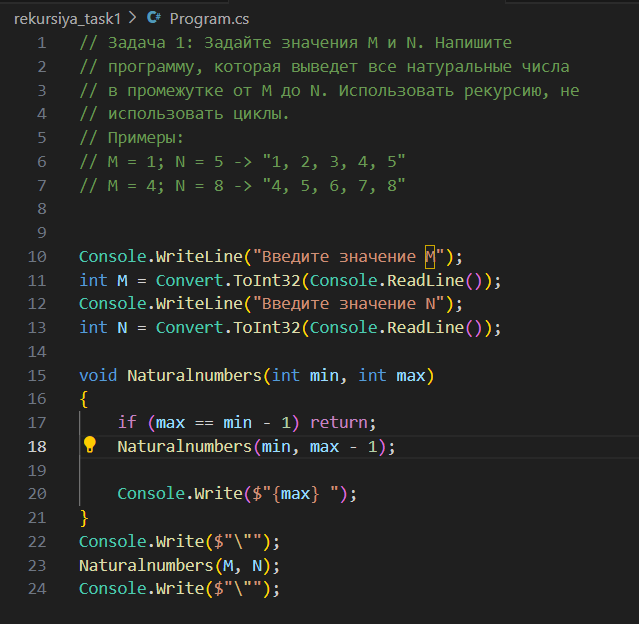 rekursiya_task1 > C# Program.cs
1 // Задача 1: Задайте значения M и N. Напишите
2 // программу, которая выведет все натуральные числа
3 // в промежутке от M до N. Использовать рекурсию, не
4 // использовать циклы.
5 // Примеры:
6 // M = 1; N = 5 -> "1, 2, 3, 4, 5"
7 // M = 4; N = 8 -> "4, 5, 6, 7, 8"
8
9
10 Console.WriteLine("Введите значение M");
11 int M = Convert.ToInt32(Console.ReadLine());
12 Console.WriteLine("Введите значение N");
13 int N = Convert.ToInt32(Console.ReadLine());
14
15 void Naturalnumbers(int min, int max)
16 {
17 if (max == min - 1) return;
18 Naturalnumbers(min, max - 1);
19
20 Console.Write($"{max} ");
21 }
22 Console.Write($"\"");
23 Naturalnumbers(M, N);
24 Console.Write($"\"");